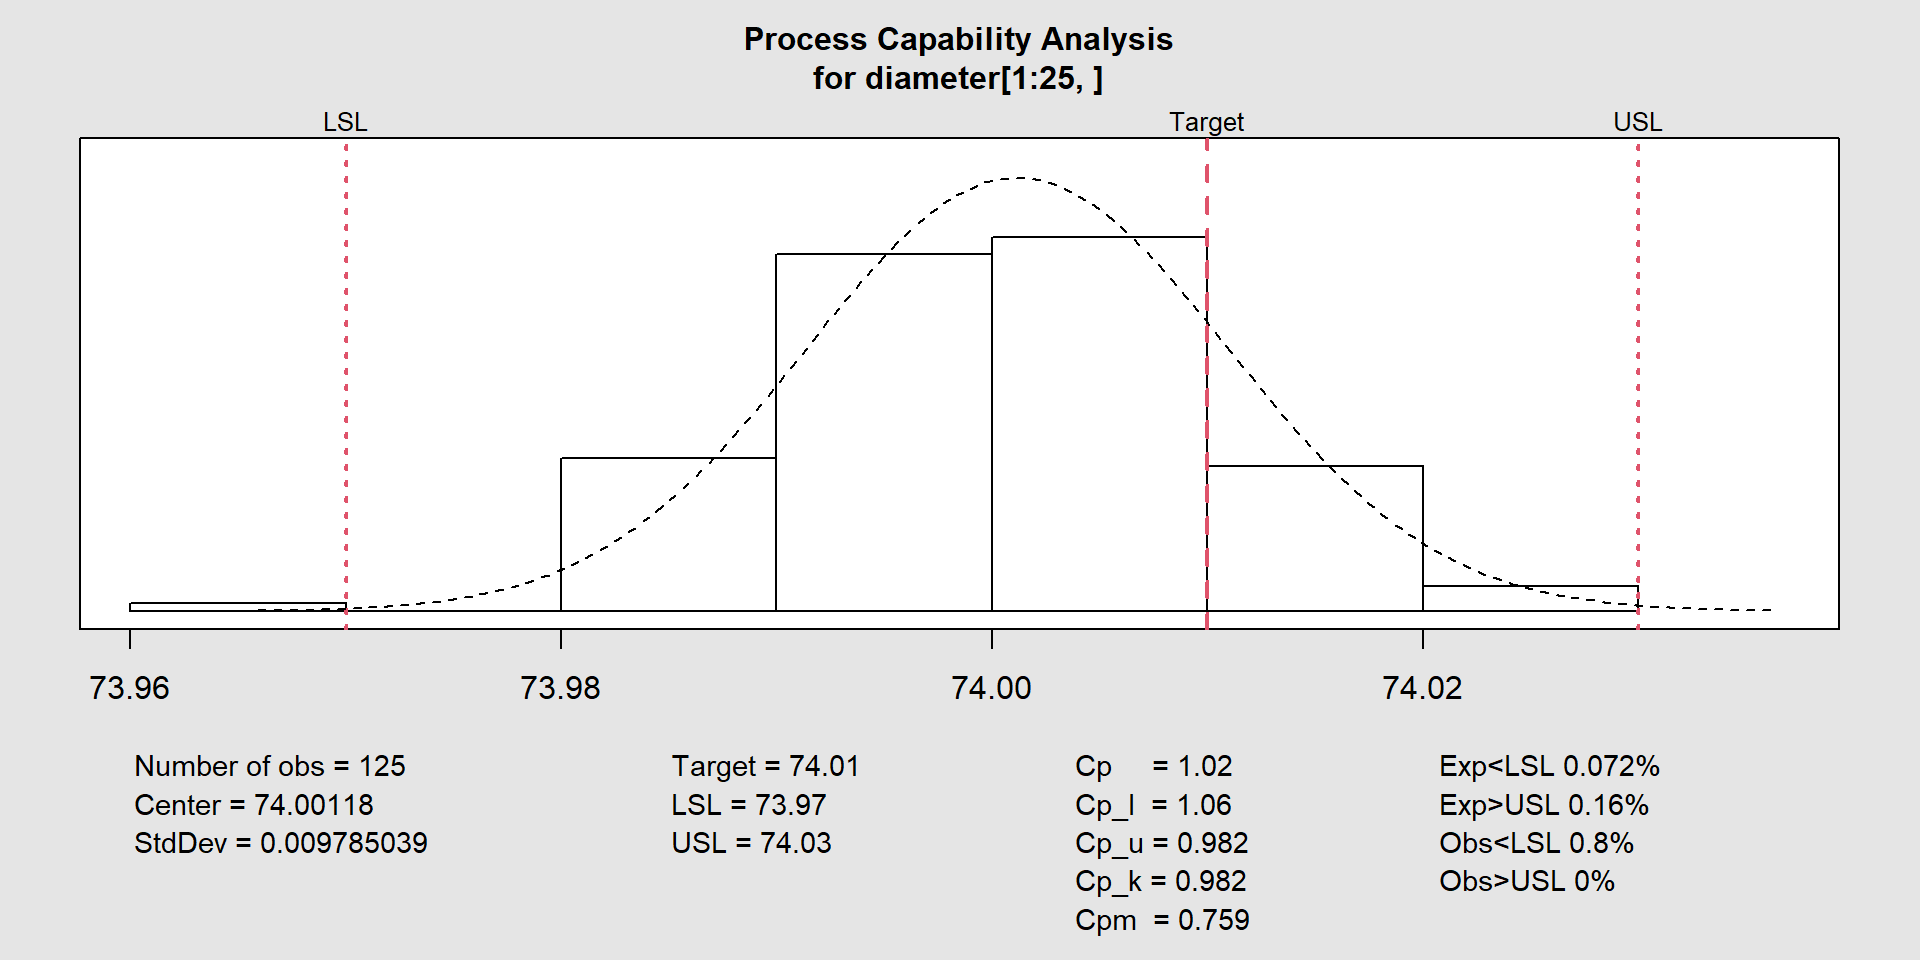 Process Capability Analysis
for diameter[1:25, ]
LSL
Target
USL
73.96
73.98
74.00
74.02
Number of obs = 125
Center = 74.00118
StdDev = 0.009785039
Target = 74.01
LSL = 73.97
USL = 74.03
Cp = 1.02
Cp_l = 1.06
Cp_u = 0.982
Cp_k = 0.982
Cpm = 0.759
Exp<LSL 0.072%
Exp>USL 0.16%
Obs<LSL 0.8%
Obs>USL 0%